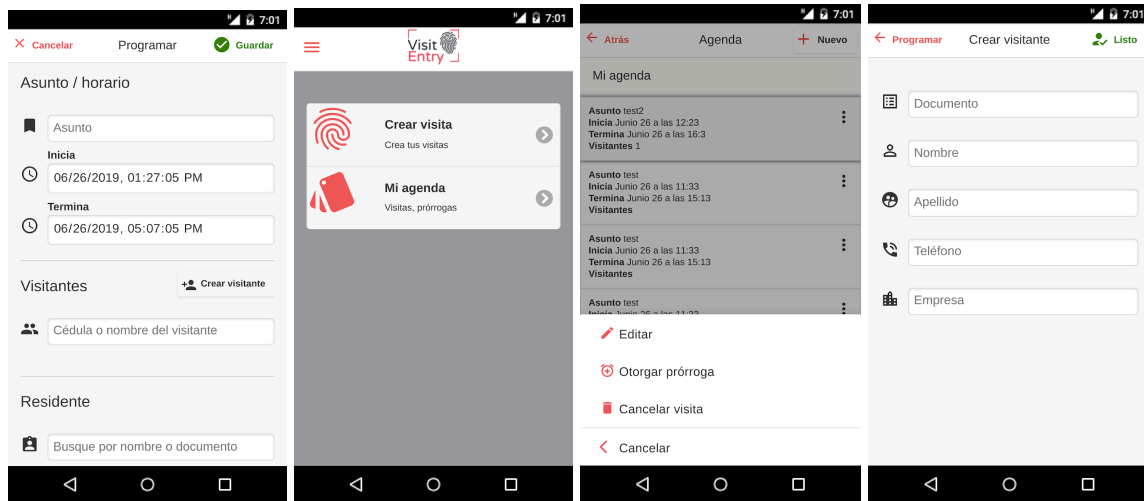 7:01
Cancelar Programar Guardar
Asunto / horario
Asunto
Inicia
06/26/2019, 01:27:05 PM
Termina
06/26/2019, 05:07:05 PM
Visitantes Crear visitante
Cédula o nombre del visitante
Residente
Busque por nombre o documento
7:01
Visit
Entry
Crear visita
Crea tus visitas
Mi agenda
Visitas, prórrogas
7:01
Atrás Agenda Nuevo
Mi agenda
Asunto test2
Inicia Junio 26 a las 12:23
Termina Junio 26 a las 16:3
Visitantes 1
Asunto test
Inicia Junio 26 a las 11:33
Termina Junio 26 a las 15:13
Visitantes
Asunto test
Inicia Junio 26 a las 11:33
Termina Junio 26 a las 15:13
Visitantes
Asunto test
Inicia Junio 26 a las 11:33
Editar
Otorgar prórroga
Cancelar visita
Cancelar
7:01
Programar Crear visitante Listo
Documento
Nombre
Apellido
Teléfono
Empresa